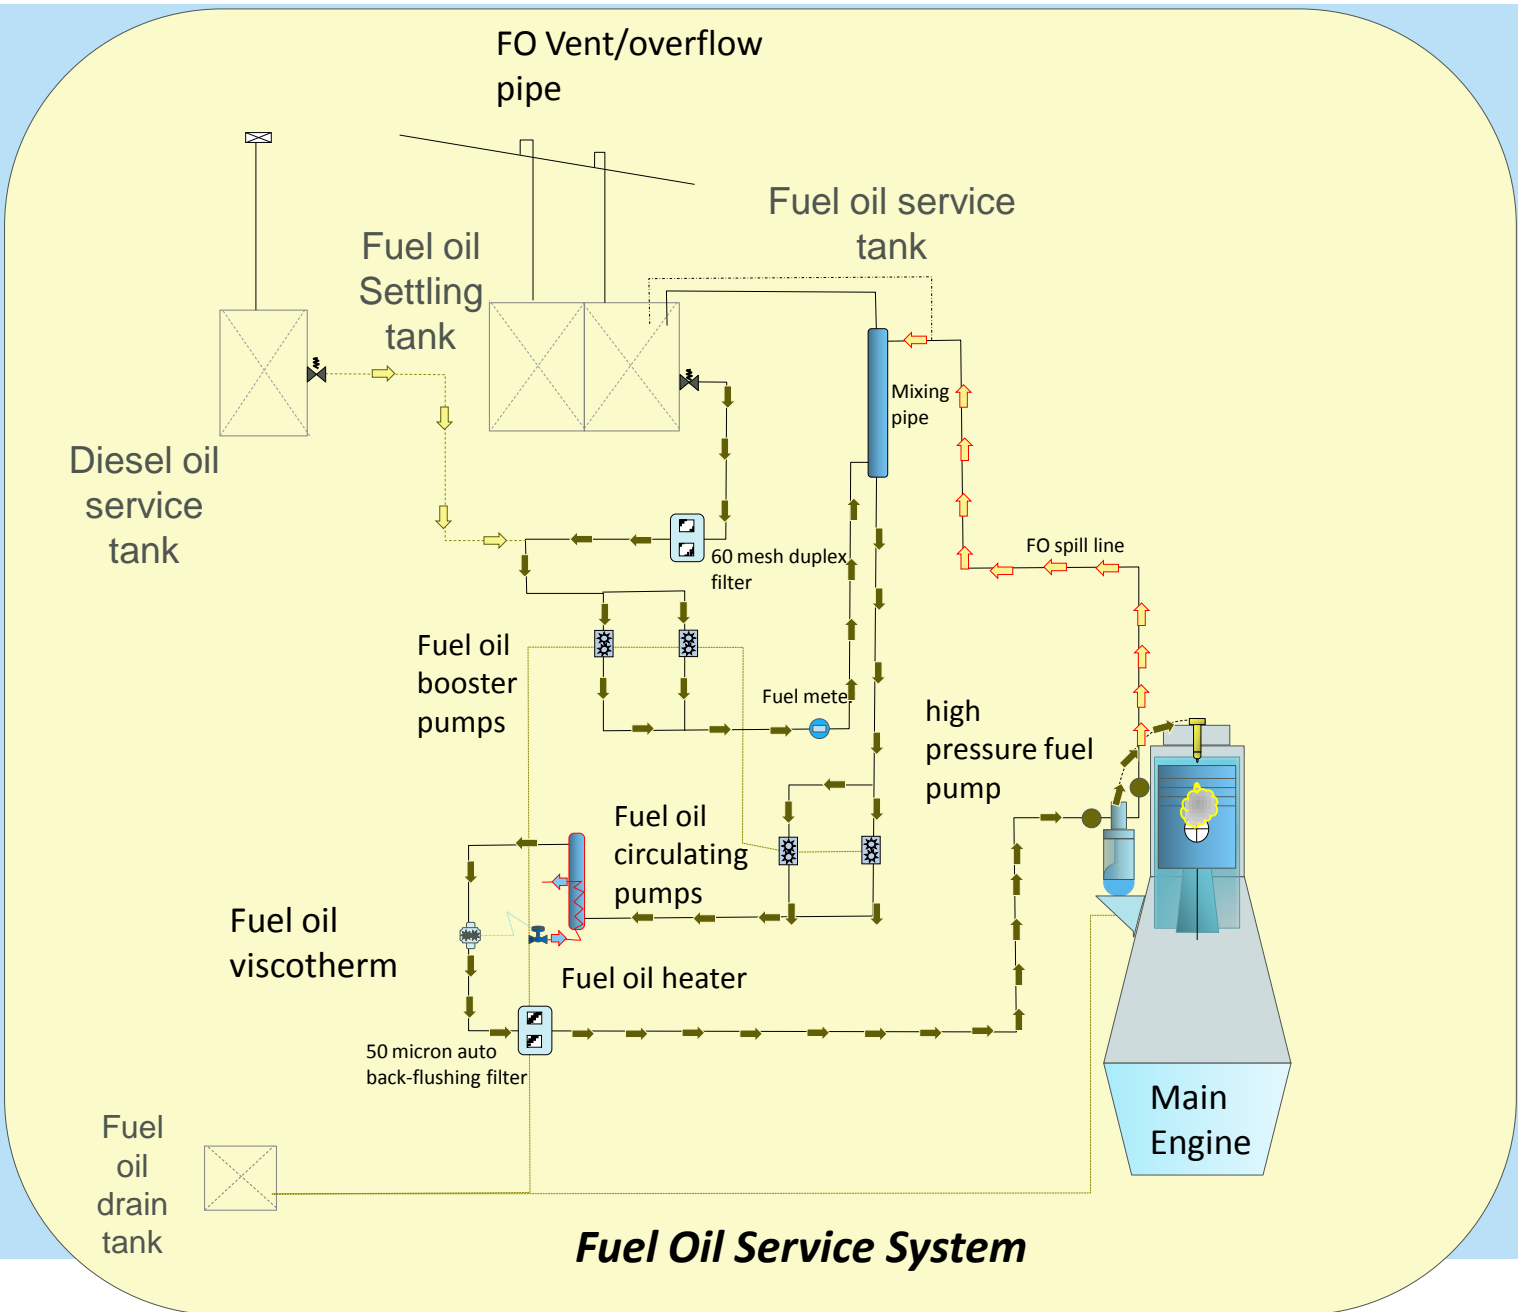 FO Vent/overflow
pipe
Fuel oil service
tank
Fuel oil
Settling
tank
Mixing
pipe
Diesel oil
service
tank
60 mesh duplex
filter
FO spill line
Fuel oil
booster
pumps
Fuel mete
high
pressure fuel
pump
Fuel oil
circulating
pumps
Fuel oil
viscotherm
Fuel oil heater
50 micron auto
back-flushing filter
Main
Engine
Fuel
oil
drain
tank
Fuel Oil Service System